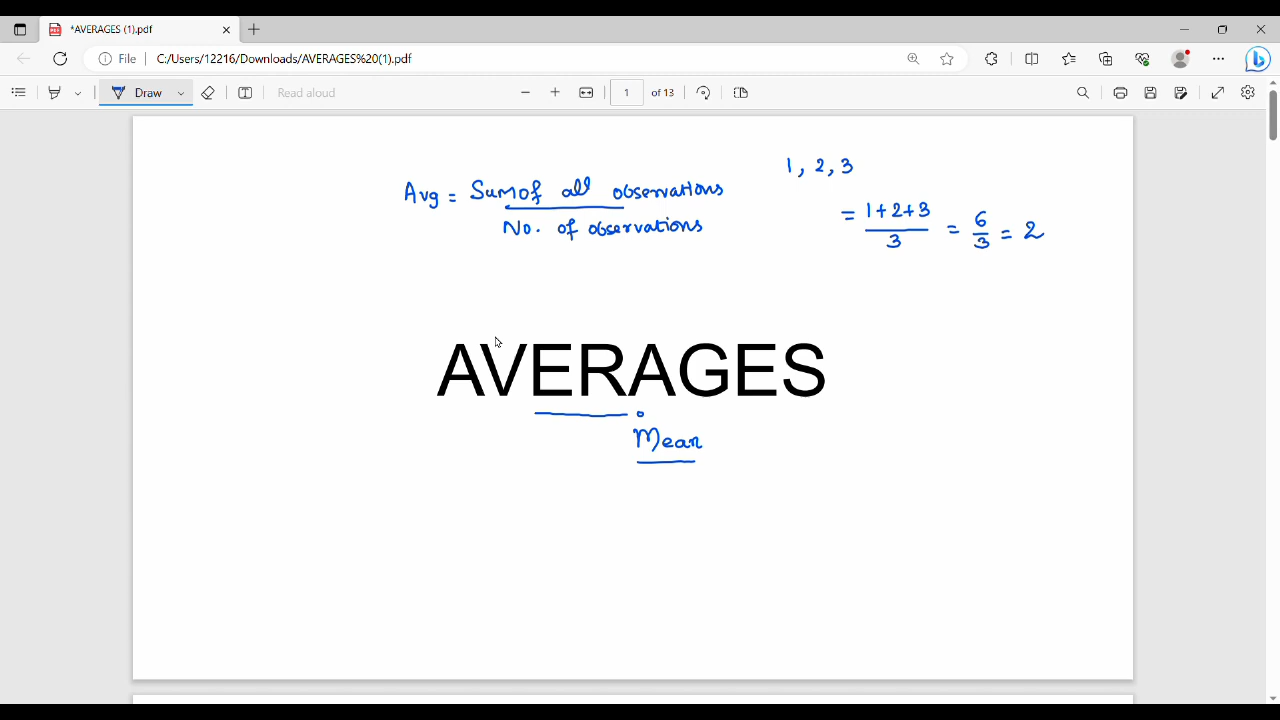 *AVERAGES (1).pdf
File C:/Users/12216/Downloads/AVERAGES%20(1).pdf
Draw Read aloud 1 of 13
1, 2, 3
Avg = Sum of all observations
No. of observations
= 1+2+3 / 3 = 6/3 = 2
AVERAGES
Mean